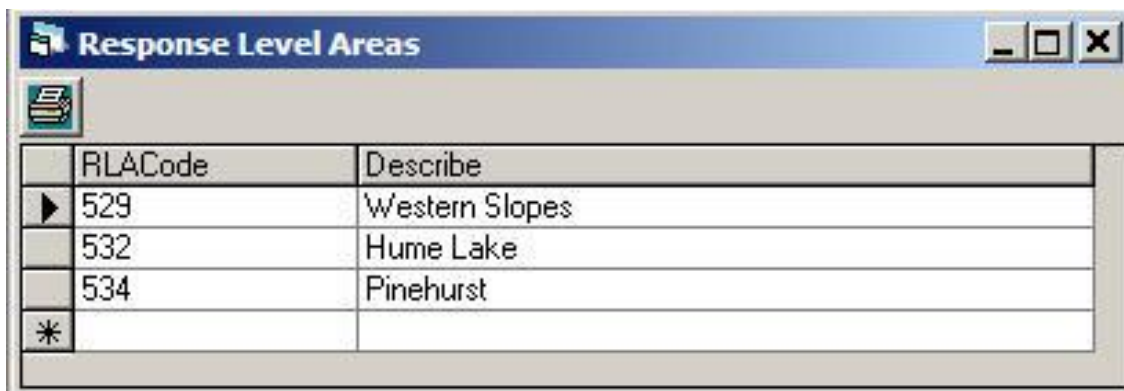 Response Level Areas
RLACode Describe
529 Western Slopes
532 Hume Lake
534 Pinehurst